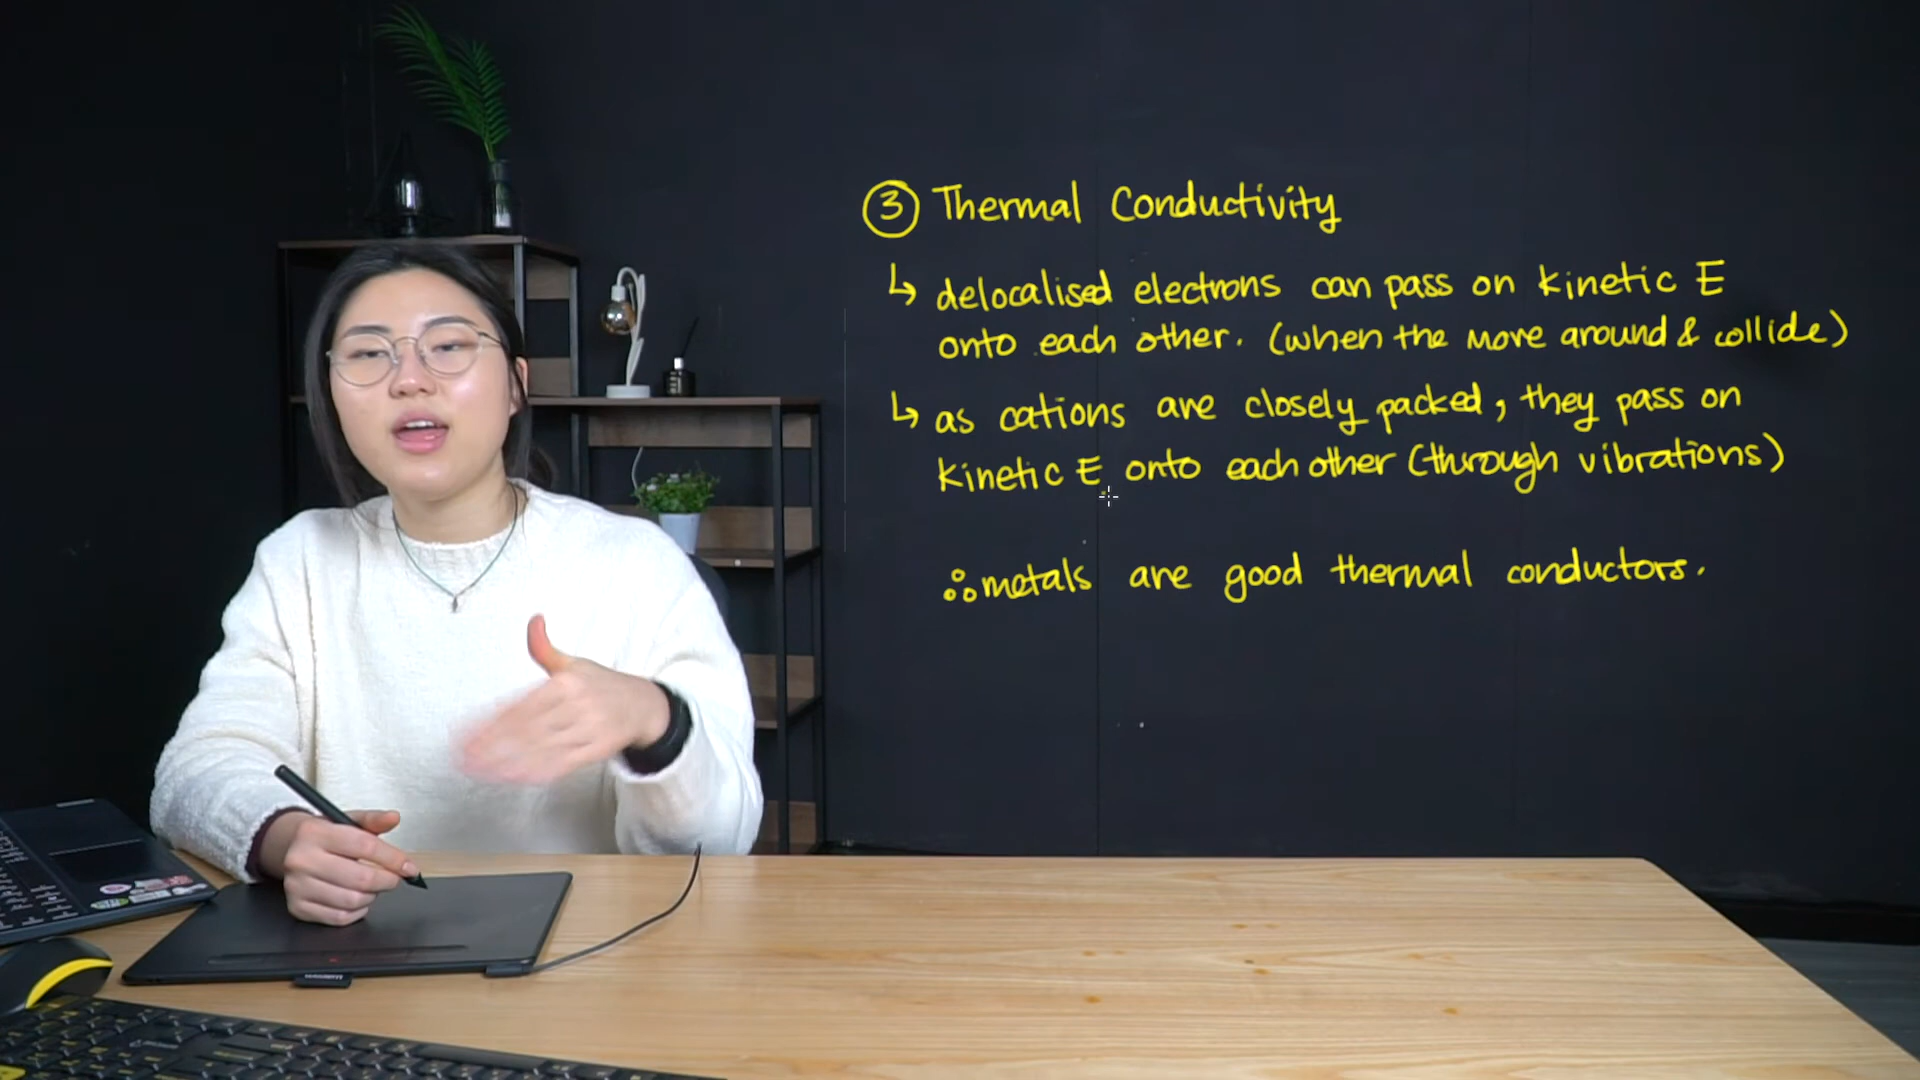 ③ Thermal Conductivity
↳ delocalised electrons can pass on kinetic E
onto each other. (when the move around & collide)
↳ as cations are closely packed, they pass on
kinetic E onto each other (through vibrations)
∴ metals are good thermal conductors.